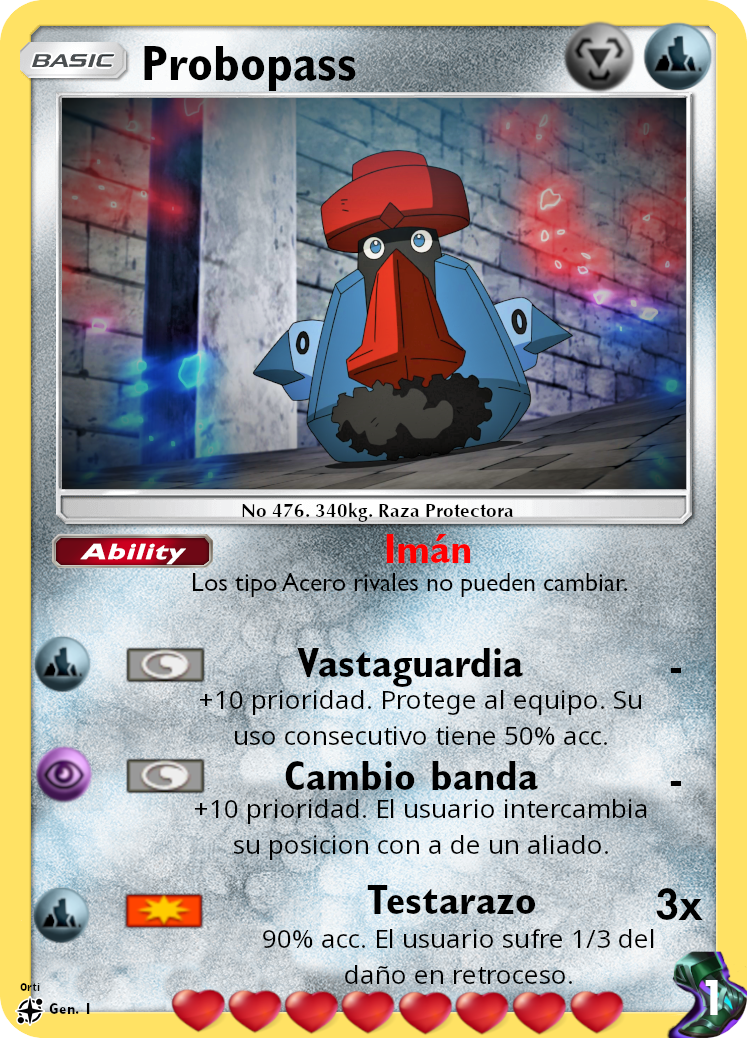 BASIC Probopass
No 476. 340kg. Raza Protectora
Ability Imán
Los tipo Acero rivales no pueden cambiar.
Vastaguardia -
+10 prioridad. Protege al equipo. Su
uso consecutivo tiene 50% acc.
Cambio banda -
+10 prioridad. El usuario intercambia
su posicion con a de un aliado.
Testarazo 3x
90% acc. El usuario sufre 1/3 del
daño en retroceso.
Orti
Gen. I
1